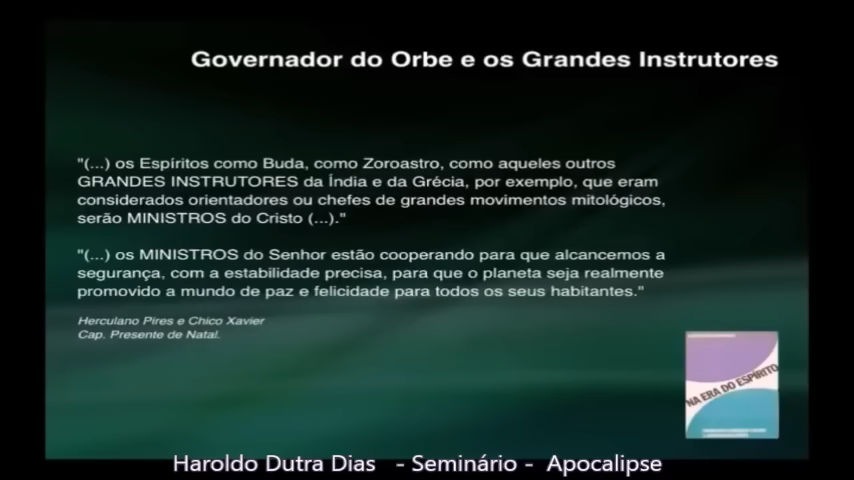 Governador do Orbe e os Grandes Instrutores
"(...) os Espíritos como Buda, como Zoroastro, como aqueles outros
GRANDES INSTRUTORES da Índia e da Grécia, por exemplo, que eram
considerados orientadores ou chefes de grandes movimentos mitológicos,
serão MINISTROS do Cristo (...)."
"(...) os MINISTROS do Senhor estão cooperando para que alcancemos a
segurança, com a estabilidade precisa, para que o planeta seja realmente
promovido a mundo de paz e felicidade para todos os seus habitantes."
Herculano Pires e Chico Xavier
Cap. Presente de Natal.
NA ERA DO ESPÍRITO
Haroldo Dutra Dias - Seminário - Apocalipse